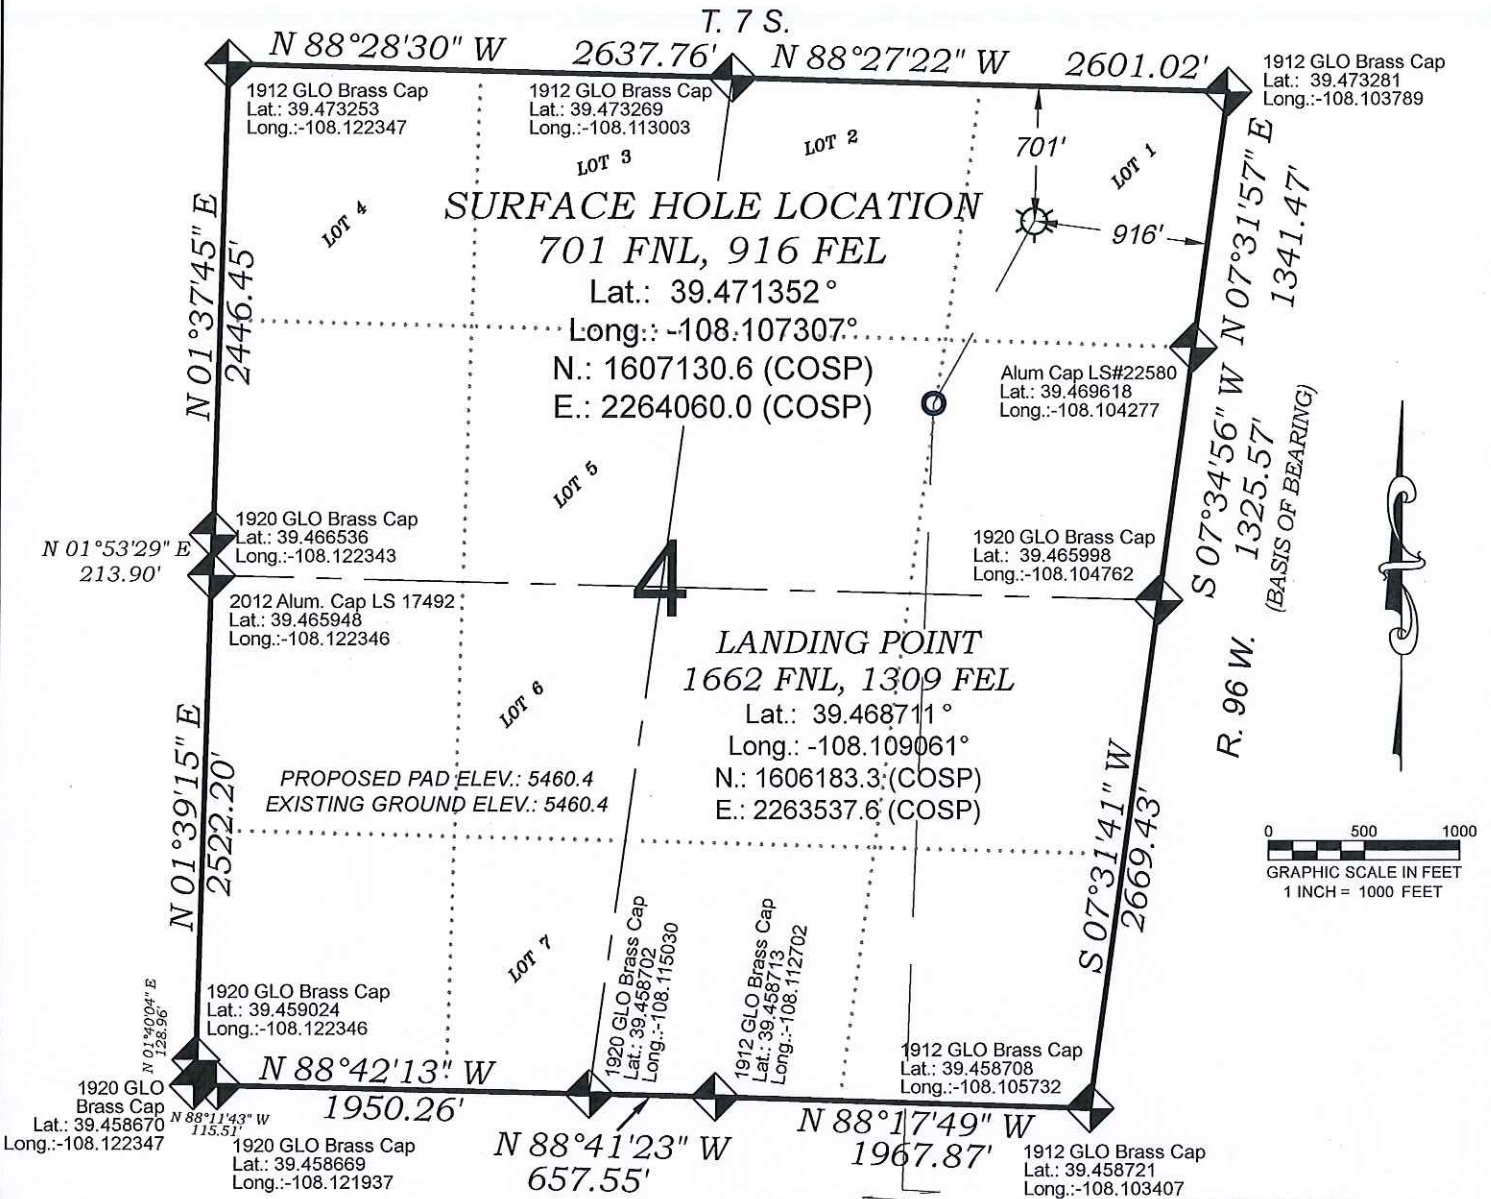 T. 7 S.
N 88°28'30" W 2637.76'
N 88°27'22" W 2601.02'
1912 GLO Brass Cap
Lat.: 39.473253
Long.:-108.122347
1912 GLO Brass Cap
Lat.: 39.473269
Long.:-108.113003
1912 GLO Brass Cap
Lat.: 39.473281
Long.:-108.103789
LOT 4
LOT 3
LOT 2
LOT 1
701'
916'
N 07°31'57" E
1341.47'
N 01°37'45" E
2446.45'
SURFACE HOLE LOCATION
701 FNL, 916 FEL
Lat.: 39.471352°
Long.: -108.107307°
N.: 1607130.6 (COSP)
E.: 2264060.0 (COSP)
Alum Cap LS#22580
Lat.: 39.469618
Long.:-108.104277
S 07°34'56" W
1325.57'
(BASIS OF BEARING)
LOT 5
1920 GLO Brass Cap
Lat.: 39.466536
Long.:-108.122343
N 01°53'29" E
213.90'
2012 Alum. Cap LS 17492
Lat.: 39.465948
Long.:-108.122346
4
1920 GLO Brass Cap
Lat.: 39.465998
Long.:-108.104762
R. 96 W.
LANDING POINT
1662 FNL, 1309 FEL
Lat.: 39.468711°
Long.: -108.109061°
N.: 1606183.3 (COSP)
E.: 2263537.6 (COSP)
LOT 6
PROPOSED PAD ELEV.: 5460.4
EXISTING GROUND ELEV.: 5460.4
N 01°39'15" E
2522.20'
S 07°31'41" W
2669.43'
0 500 1000
GRAPHIC SCALE IN FEET
1 INCH = 1000 FEET
LOT 7
1920 GLO Brass Cap
Lat.: 39.458702
Long.:-108.115030
1912 GLO Brass Cap
Lat.: 39.458713
Long.:-108.112702
1920 GLO Brass Cap
Lat.: 39.459024
Long.:-108.122346
N 01°40'04" E
128.96'
1912 GLO Brass Cap
Lat.: 39.458708
Long.:-108.105732
1920 GLO
Brass Cap
Lat.: 39.458670
Long.:-108.122347
N 88°11'43" W
115.51'
N 88°42'13" W
1950.26'
1920 GLO Brass Cap
Lat.: 39.458669
Long.:-108.121937
N 88°41'23" W
657.55'
N 88°17'49" W
1967.87'
1912 GLO Brass Cap
Lat.: 39.458721
Long.:-108.103407